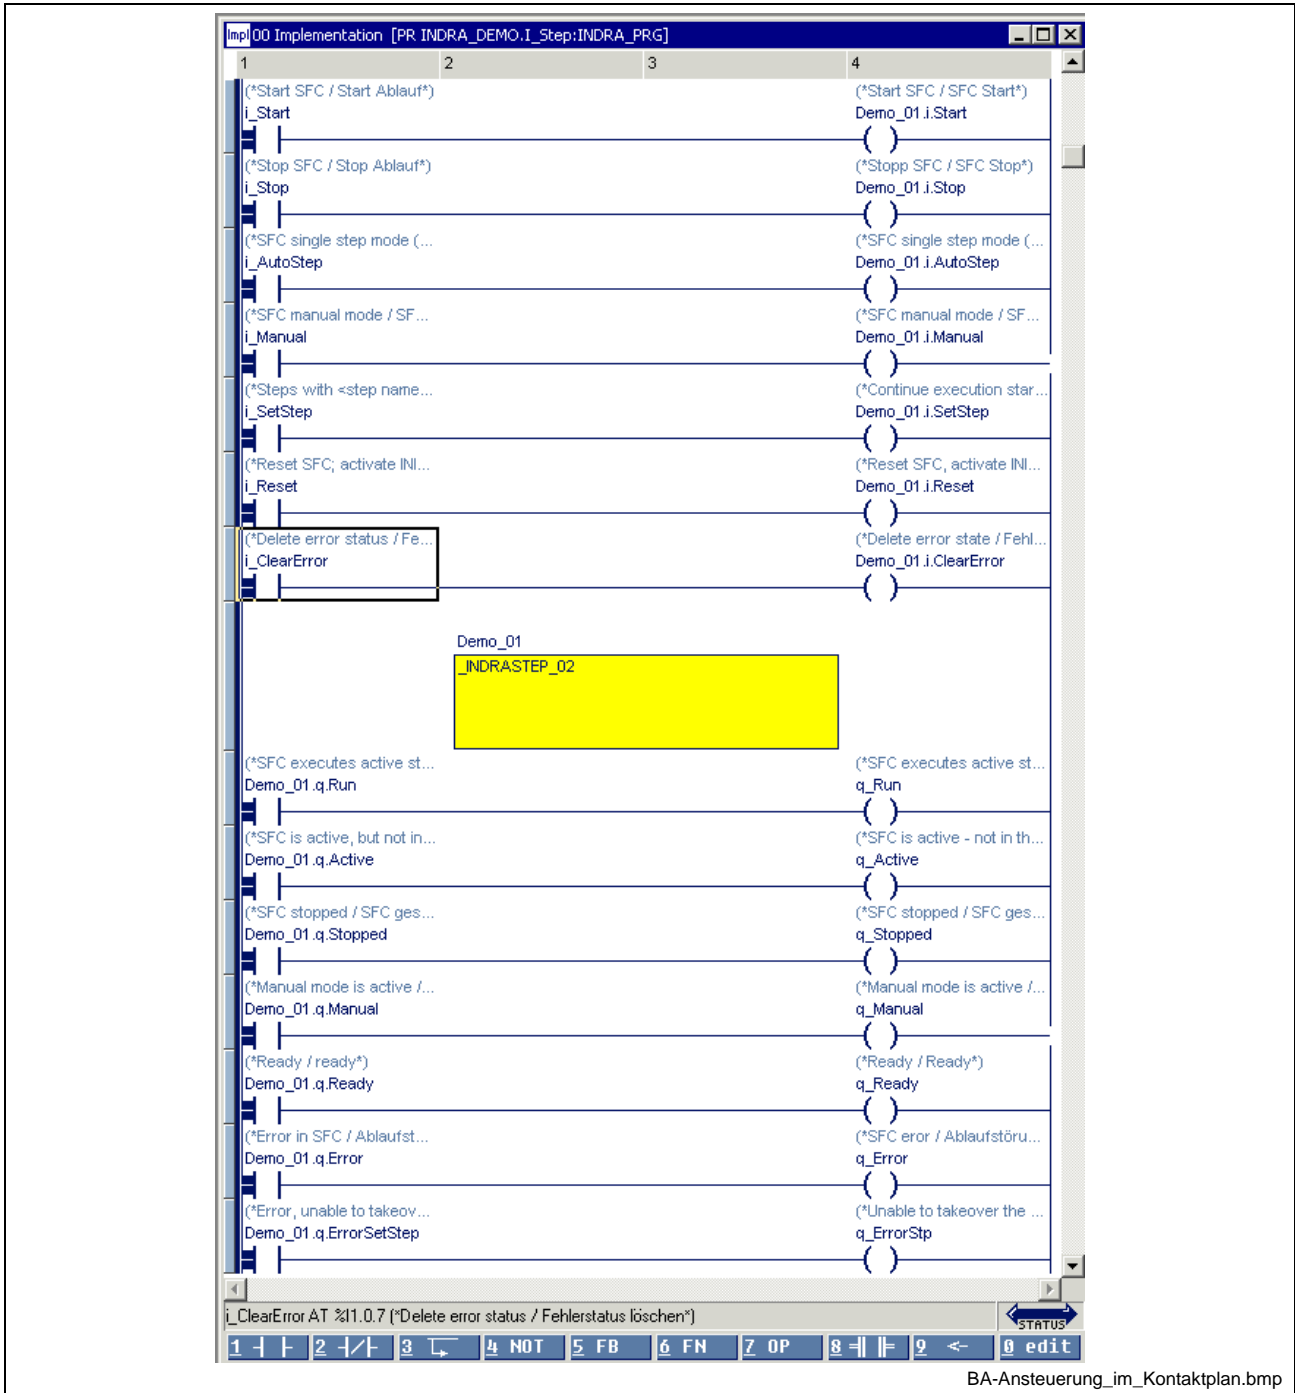 Impl 00 Implementation [PR INDRA_DEMO.I_Step:INDRA_PRG]
1 2 3 4
(*Start SFC / Start Ablauf*) (*Start SFC / SFC Start*)
i_Start Demo_01.i.Start
(*Stop SFC / Stop Ablauf*) (*Stopp SFC / SFC Stop*)
i_Stop Demo_01.i.Stop
(*SFC single step mode (... (*SFC single step mode (...
i_AutoStep Demo_01.i.AutoStep
(*SFC manual mode / SF... (*SFC manual mode / SF...
i_Manual Demo_01.i.Manual
(*Steps with <step name... (*Continue execution star...
i_SetStep Demo_01.i.SetStep
(*Reset SFC; activate INI... (*Reset SFC, activate INI...
i_Reset Demo_01.i.Reset
(*Delete error status / Fe... (*Delete error state / Fehl...
i_ClearError Demo_01.i.ClearError
Demo_01
_INDRASTEP_02
(*SFC executes active st... (*SFC executes active st...
Demo_01.q.Run q_Run
(*SFC is active, but not in... (*SFC is active - not in th...
Demo_01.q.Active q_Active
(*SFC stopped / SFC ges... (*SFC stopped / SFC ges...
Demo_01.q.Stopped q_Stopped
(*Manual mode is active /... (*Manual mode is active /...
Demo_01.q.Manual q_Manual
(*Ready / ready*) (*Ready / Ready*)
Demo_01.q.Ready q_Ready
(*Error in SFC / Ablaufst... (*SFC eror / Ablaufstöru...
Demo_01.q.Error q_Error
(*Error, unable to takeov... (*Unable to takeover the ...
Demo_01.q.ErrorSetStep q_ErrorStp
i_ClearError AT %I1.0.7 (*Delete error status / Fehlerstatus löschen*) STATUS
1 2 3 4 NOT 5 FB 6 FN 7 OP 8 9 <- 0 edit
BA-Ansteuerung_im_Kontaktplan.bmp